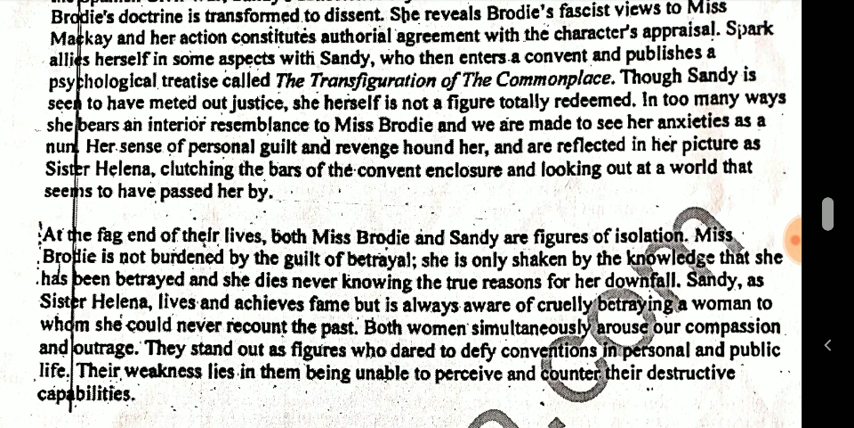 Brodie's doctrine is transformed to dissent. She reveals Brodie's fascist views to Miss
Mackay and her action constitutes authorial agreement with the character's appraisal. Spark
allies herself in some aspects with Sandy, who then enters a convent and publishes a
psychological treatise called The Transfiguration of The Commonplace. Though Sandy is
seen to have meted out justice, she herself is not a figure totally redeemed. In too many ways
she bears an interior resemblance to Miss Brodie and we are made to see her anxieties as a
nun. Her sense of personal guilt and revenge hound her, and are reflected in her picture as
Sister Helena, clutching the bars of the convent enclosure and looking out at a world that
seems to have passed her by.
At the fag end of their lives, both Miss Brodie and Sandy are figures of isolation. Miss
Brodie is not burdened by the guilt of betrayal; she is only shaken by the knowledge that she
has been betrayed and she dies never knowing the true reasons for her downfall. Sandy, as
Sister Helena, lives and achieves fame but is always aware of cruelly betraying a woman to
whom she could never recount the past. Both women simultaneously arouse our compassion
and outrage. They stand out as figures who dared to defy conventions in personal and public
life. Their weakness lies in them being unable to perceive and counter their destructive
capabilities.
.com